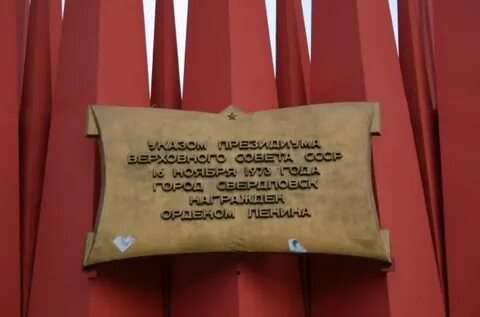 УКАЗОМ ПРЕЗИДИУМА
ВЕРХОВНОГО СОВЕТА СССР
16 НОЯБРЯ 1973 ГОДА
ГОРОД СВЕРДЛОВСК
НАГРАЖДЕН
ОРДЕНОМ ЛЕНИНА